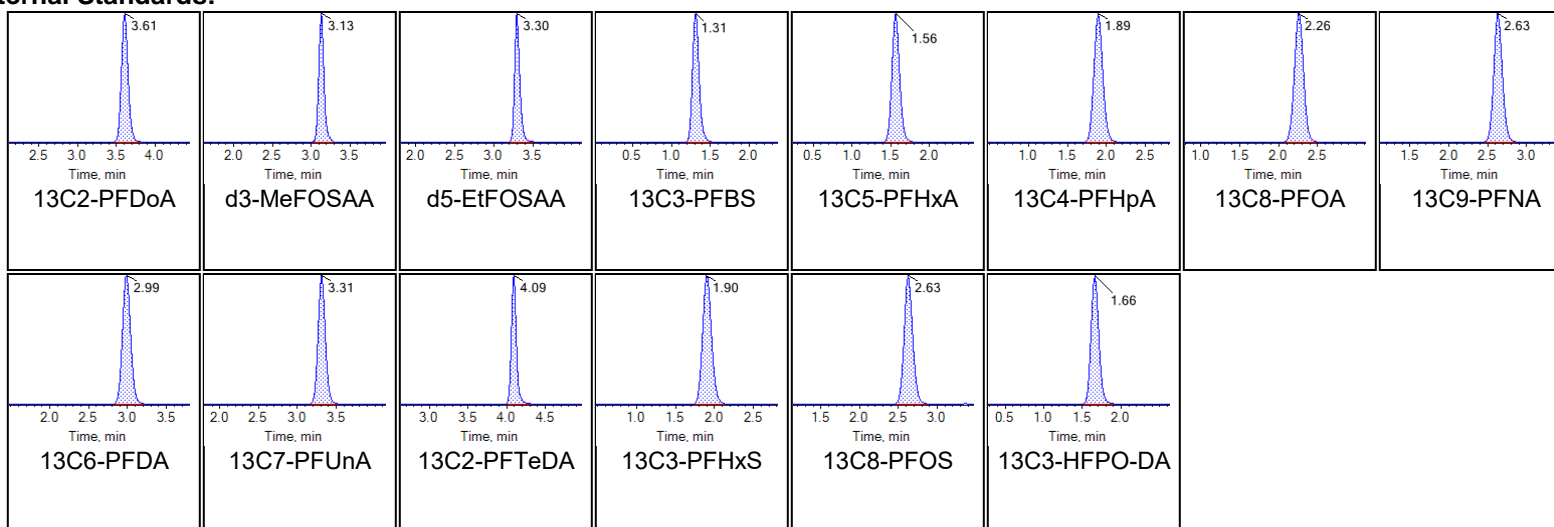 3.61
2.5 3.0 3.5 4.0
Time, min
13C2-PFDoA
3.13
2.0 2.5 3.0 3.5
Time, min
d3-MeFOSAA
3.30
2.0 2.5 3.0 3.5
Time, min
d5-EtFOSAA
1.31
0.5 1.0 1.5 2.0
Time, min
13C3-PFBS
1.56
0.5 1.0 1.5 2.0
Time, min
13C5-PFHxA
1.89
1.0 1.5 2.0 2.5
Time, min
13C4-PFHpA
2.26
1.0 1.5 2.0 2.5
Time, min
13C8-PFOA
2.63
1.5 2.0 2.5 3.0
Time, min
13C9-PFNA
2.99
2.0 2.5 3.0 3.5
Time, min
13C6-PFDA
3.31
2.0 2.5 3.0 3.5
Time, min
13C7-PFUnA
4.09
3.0 3.5 4.0 4.5
Time, min
13C2-PFTeDA
1.90
1.0 1.5 2.0 2.5
Time, min
13C3-PFHxS
2.63
1.5 2.0 2.5 3.0
Time, min
13C8-PFOS
1.66
0.5 1.0 1.5 2.0
Time, min
13C3-HFPO-DA